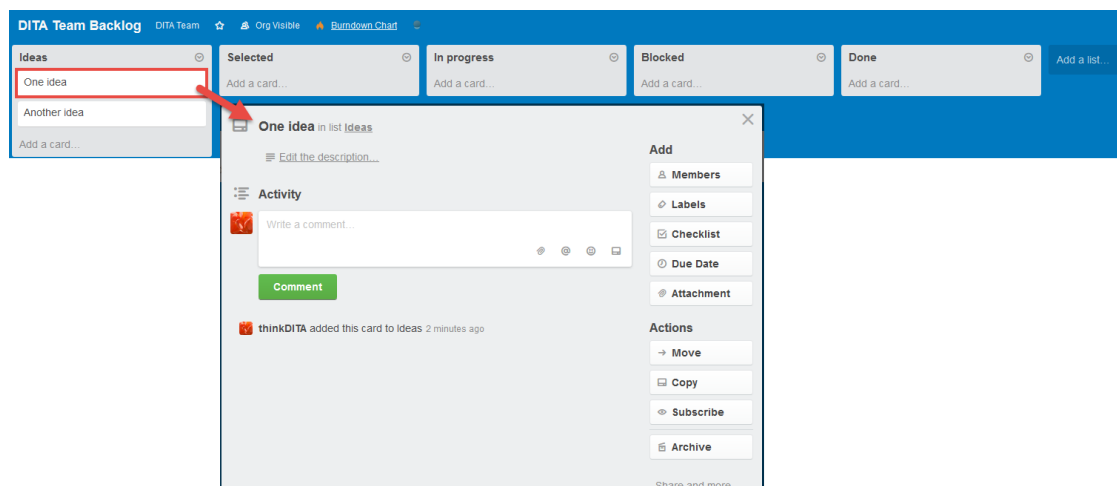 DITA Team Backlog DITA Team Org Visible Burndown Chart
Ideas Selected In progress Blocked Done Add a list...
One idea Add a card... Add a card... Add a card... Add a card...
Another idea
Add a card...
One idea in list Ideas
Edit the description...
Activity
Write a comment...
Comment
thinkDITA added this card to Ideas 2 minutes ago
Add
Members
Labels
Checklist
Due Date
Attachment
Actions
Move
Copy
Subscribe
Archive
Share and more